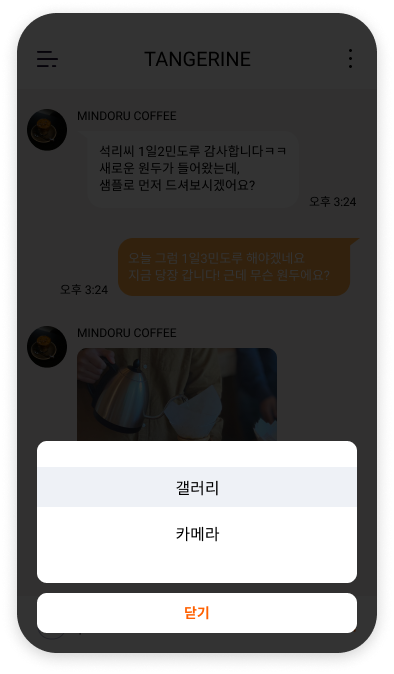 TANGERINE
MINDORU COFFEE
석리씨 1일2민도루 감사합니다ㅋㅋ
새로운 원두가 들어왔는데,
샘플로 먼저 드셔보시겠어요?
오후 3:24
오늘 그럼 1일3민도루 해야겠네요
지금 당장 갑니다! 근데 무슨 원두에요?
오후 3:24
MINDORU COFFEE
갤러리
카메라
닫기